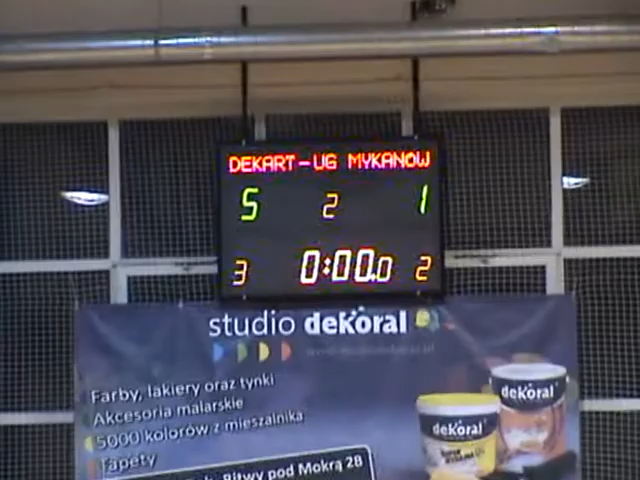 DEKART-UG MYKANOW
5 2 1
3 0:00.0 2
studio dekoral
Farby, lakiery oraz tynki
Akcesoria malarskie
5000 kolorów z mieszalnika
Tapety
Bitwy pod Mokrą 28
dekoral
dekoral